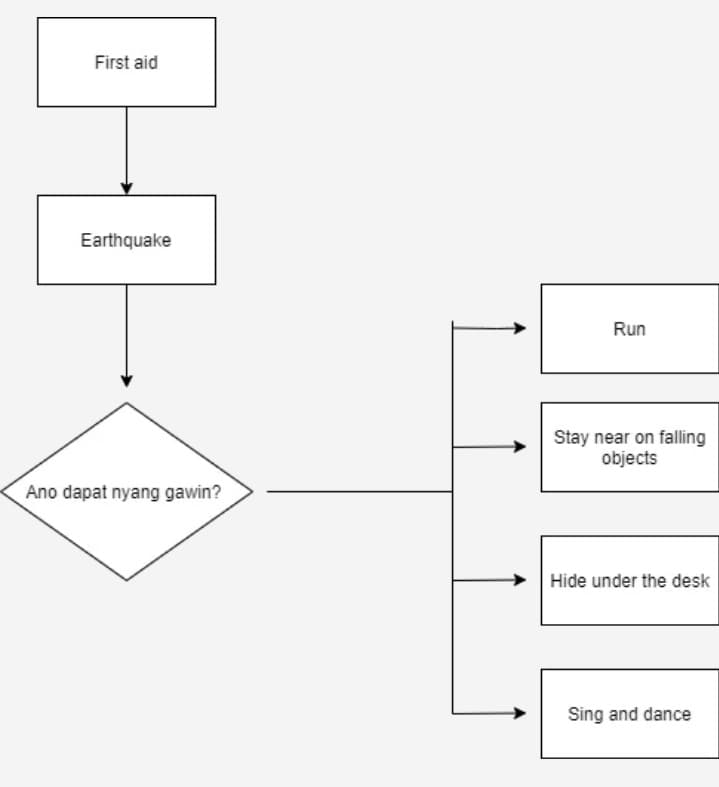 First aid
Earthquake
Ano dapat nyang gawin?
Run
Stay near on falling
objects
Hide under the desk
Sing and dance